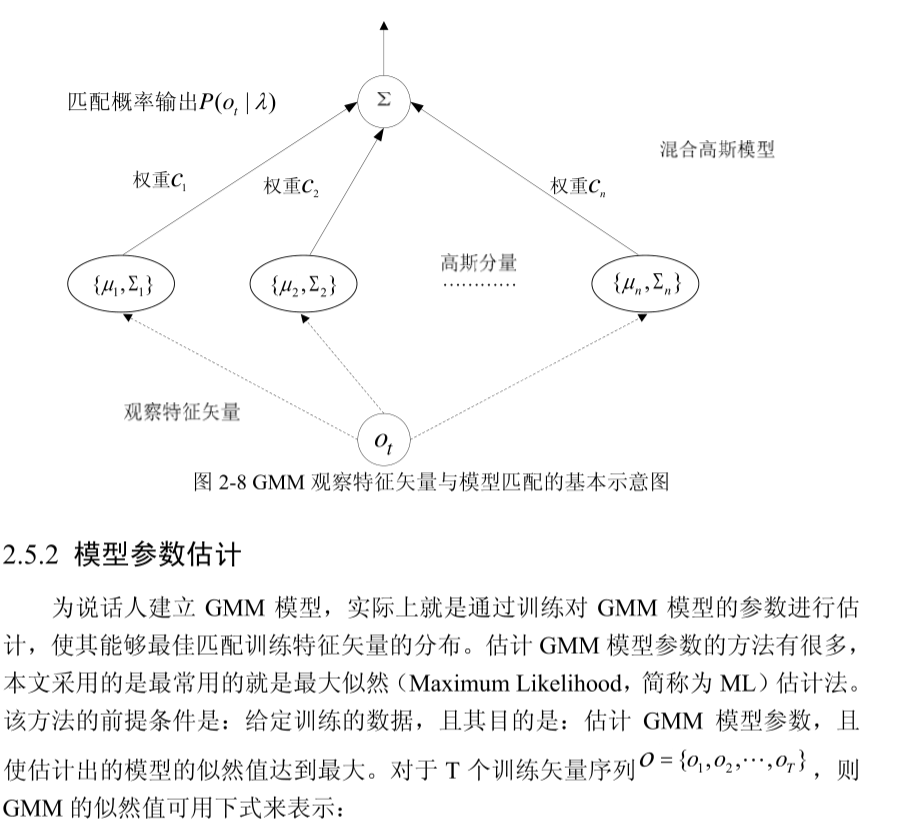 Σ
匹配概率输出P(o_t | λ)
混合高斯模型
权重c_1 权重c_2 权重c_n
高斯分量
{μ_1,Σ_1} {μ_2,Σ_2} ············ {μ_n,Σ_n}
观察特征矢量
o_t
图 2-8 GMM 观察特征矢量与模型匹配的基本示意图
2.5.2 模型参数估计
为说话人建立 GMM 模型，实际上就是通过训练对 GMM 模型的参数进行估
计，使其能够最佳匹配训练特征矢量的分布。估计 GMM 模型参数的方法有很多，
本文采用的是最常用的就是最大似然（Maximum Likelihood，简称为 ML）估计法。
该方法的前提条件是：给定训练的数据，且其目的是：估计 GMM 模型参数，且
使估计出的模型的似然值达到最大。对于 T 个训练矢量序列O = {o_1,o_2,···,o_T}，则
GMM 的似然值可用下式来表示：